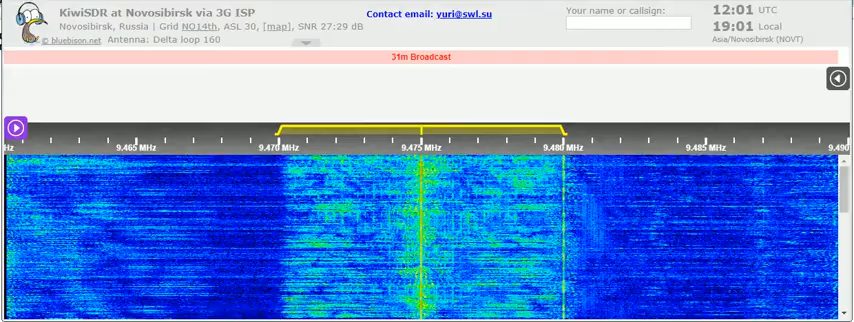 KiwiSDR at Novosibirsk via 3G ISP
Novosibirsk, Russia | Grid NO14th, ASL 30, [map], SNR 27:29 dB
© bluebison.net Antenna: Delta loop 160
Contact email: yuri@swl.su
Your name or callsign:
12:01 UTC
19:01 Local
Asia/Novosibirsk (NOVT)
31m Broadcast
Hz 9.465 MHz 9.470 MHz 9.475 MHz 9.480 MHz 9.485 MHz 9.490